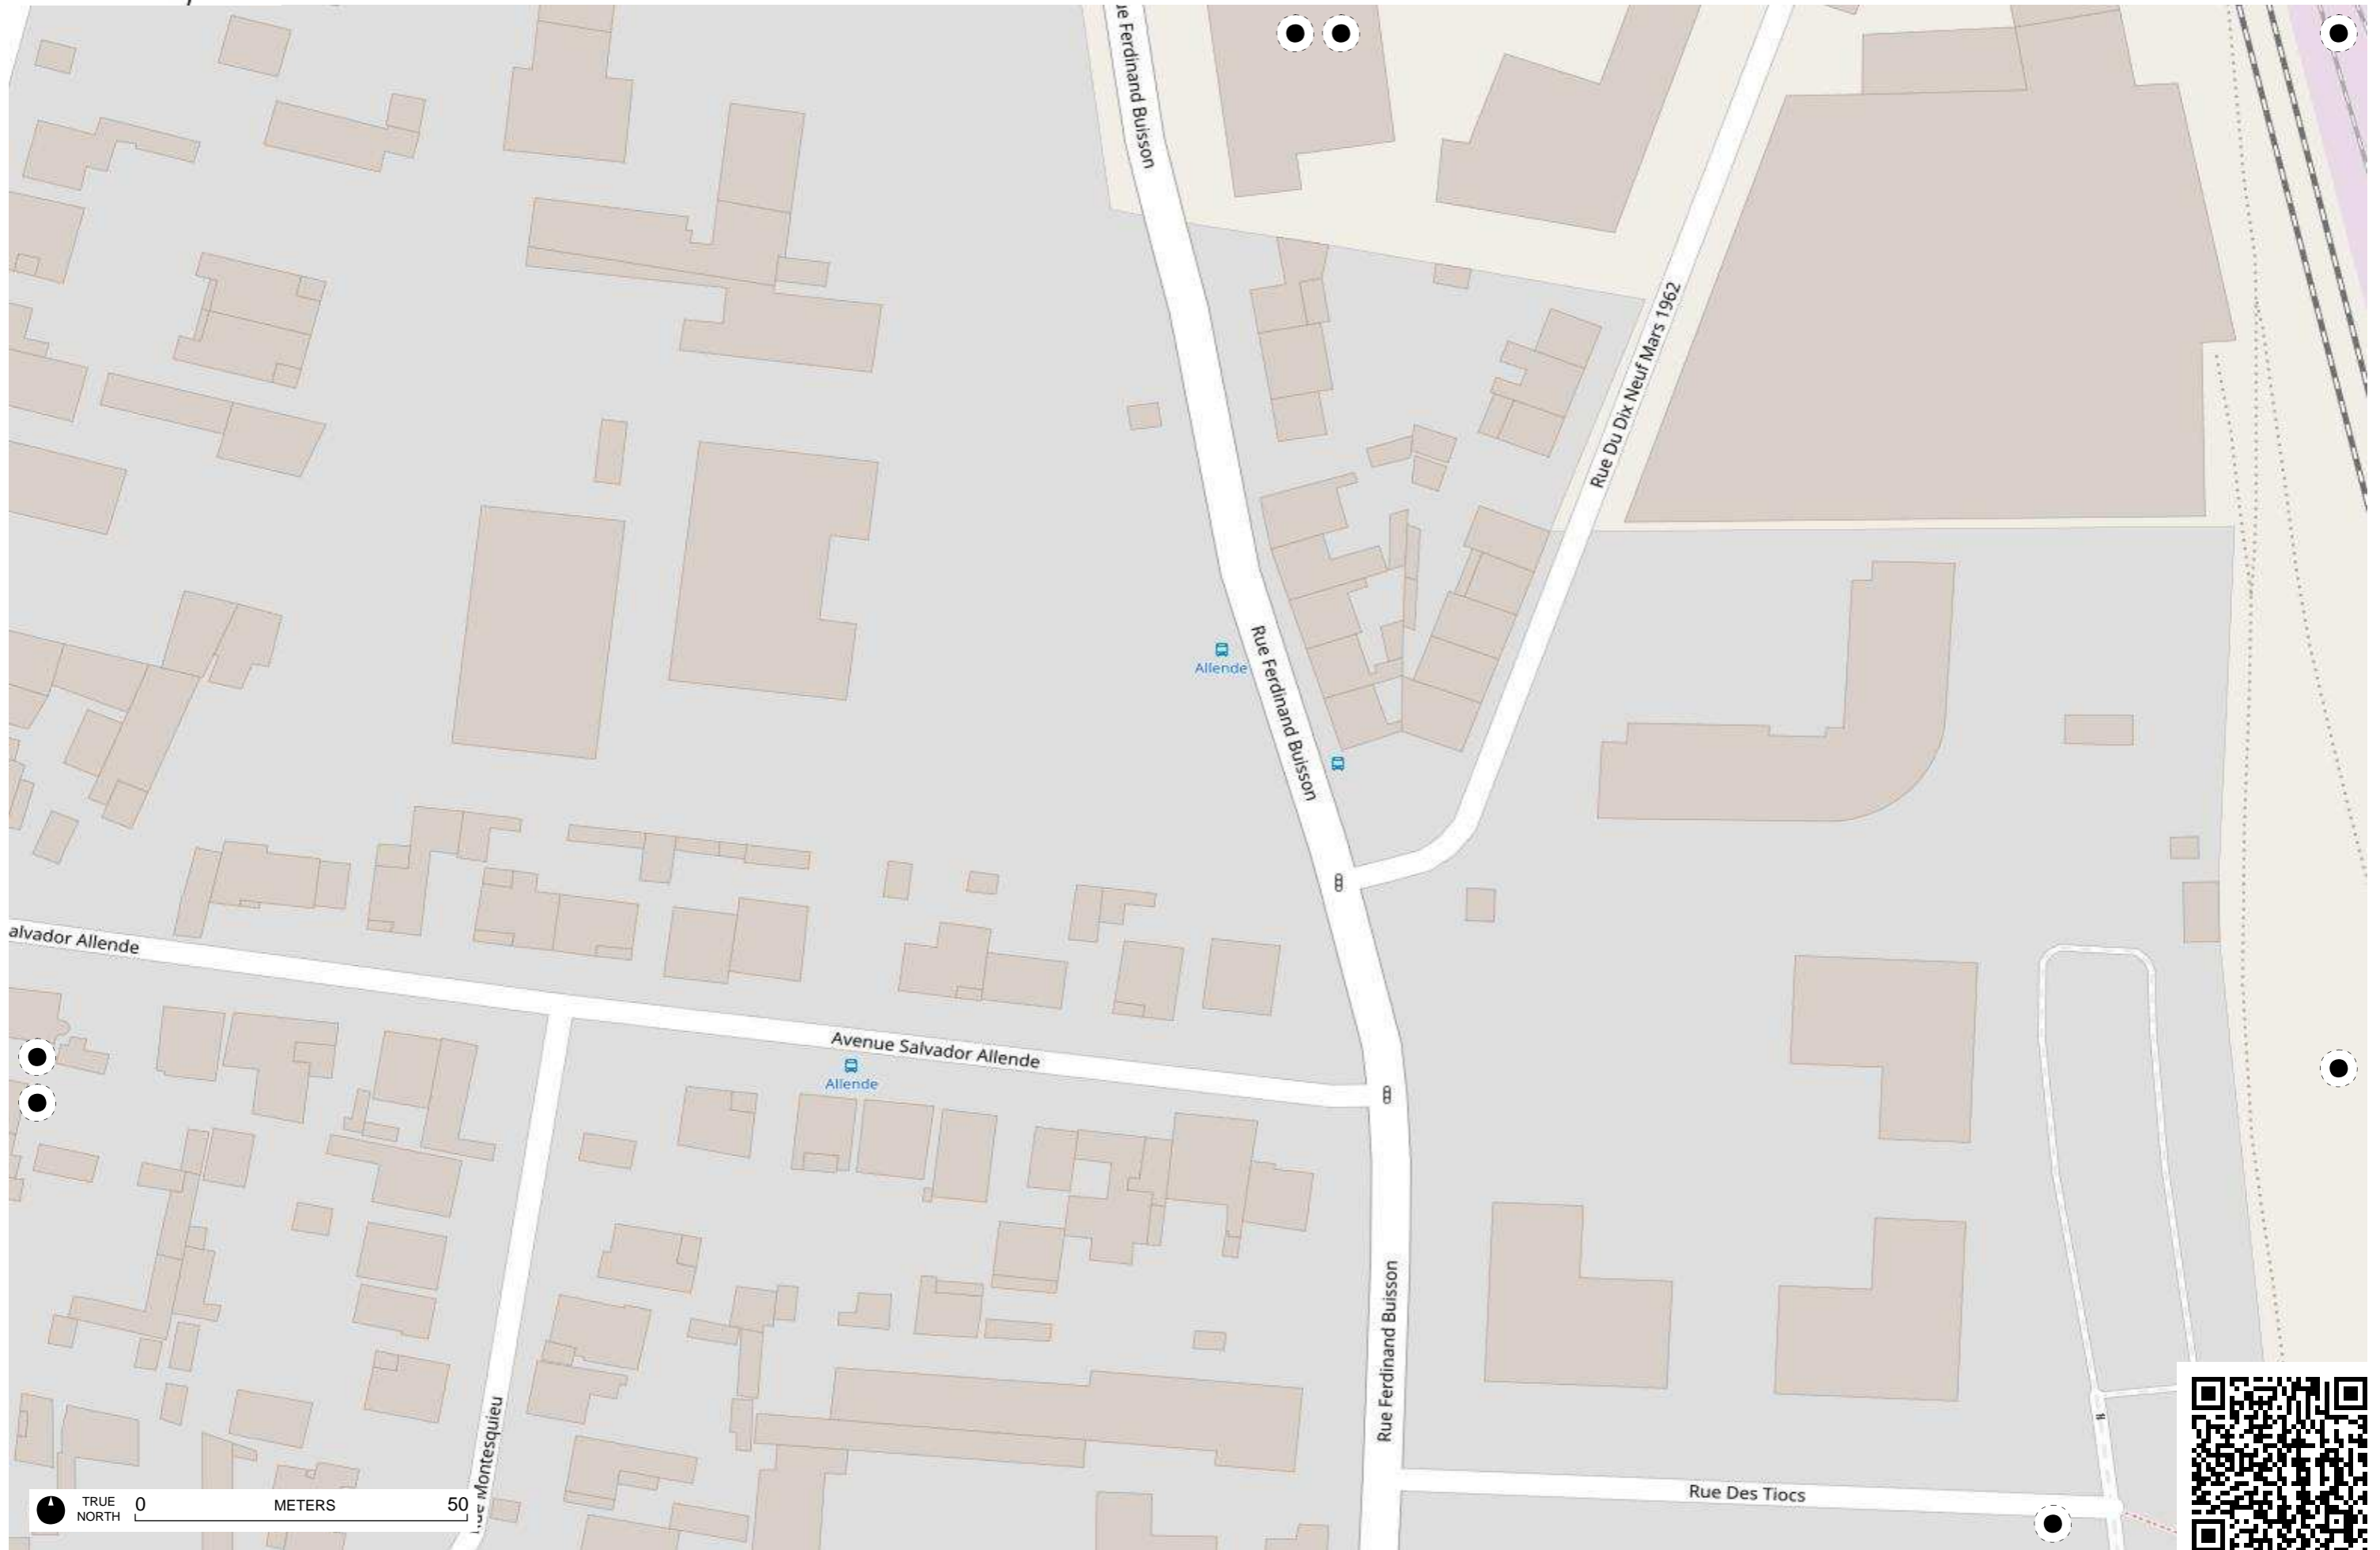 ue Ferdinand Buisson
Rue Du Dix Neuf Mars 1962
Allende
Rue Ferdinand Buisson
alvador Allende
Avenue Salvador Allende
Allende
Rue Ferdinand Buisson
Rue Montesquieu
Rue Des Tiocs
TRUE
NORTH
0 METERS 50